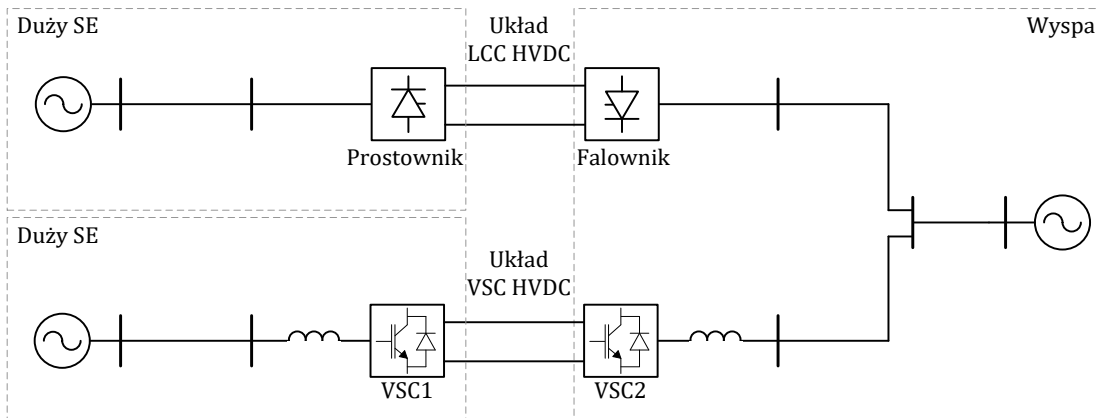 Duży SE
Układ
LCC HVDC
Wyspa
Prostownik
Falownik
Duży SE
Układ
VSC HVDC
VSC1
VSC2